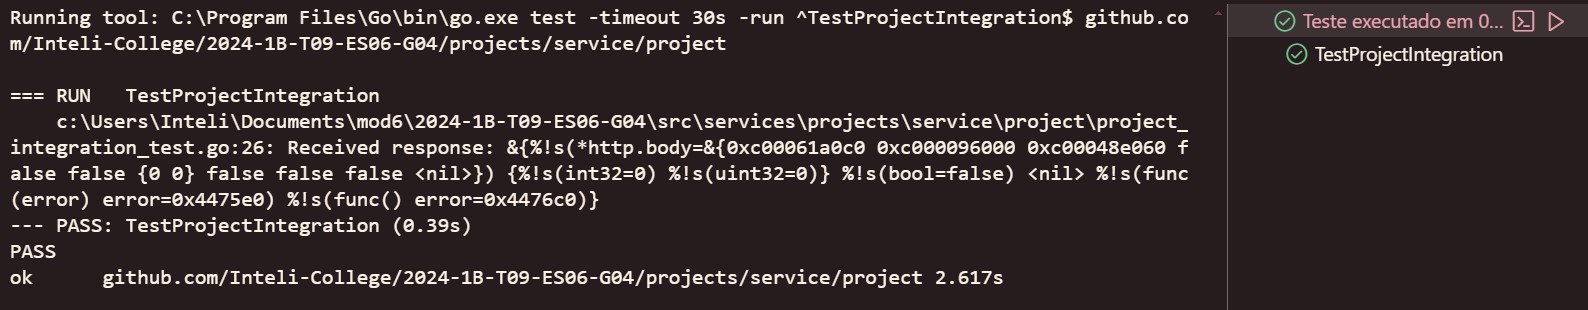 Running tool: C:\Program Files\Go\bin\go.exe test -timeout 30s -run ^TestProjectIntegration$ github.co
m/Inteli-College/2024-1B-T09-ES06-G04/projects/service/project
=== RUN   TestProjectIntegration
    c:\Users\Inteli\Documents\mod6\2024-1B-T09-ES06-G04\src\services\projects\service\project\project_
integration_test.go:26: Received response: &{%!s(*http.body=&{0xc00061a0c0 0xc000096000 0xc00048e060 f
alse false {0 0} false false false <nil>}) {%!s(int32=0) %!s(uint32=0)} %!s(bool=false) <nil> %!s(func
(error) error=0x4475e0) %!s(func() error=0x4476c0)}
--- PASS: TestProjectIntegration (0.39s)
PASS
ok      github.com/Inteli-College/2024-1B-T09-ES06-G04/projects/service/project 2.617s
Teste executado em 0...
TestProjectIntegration